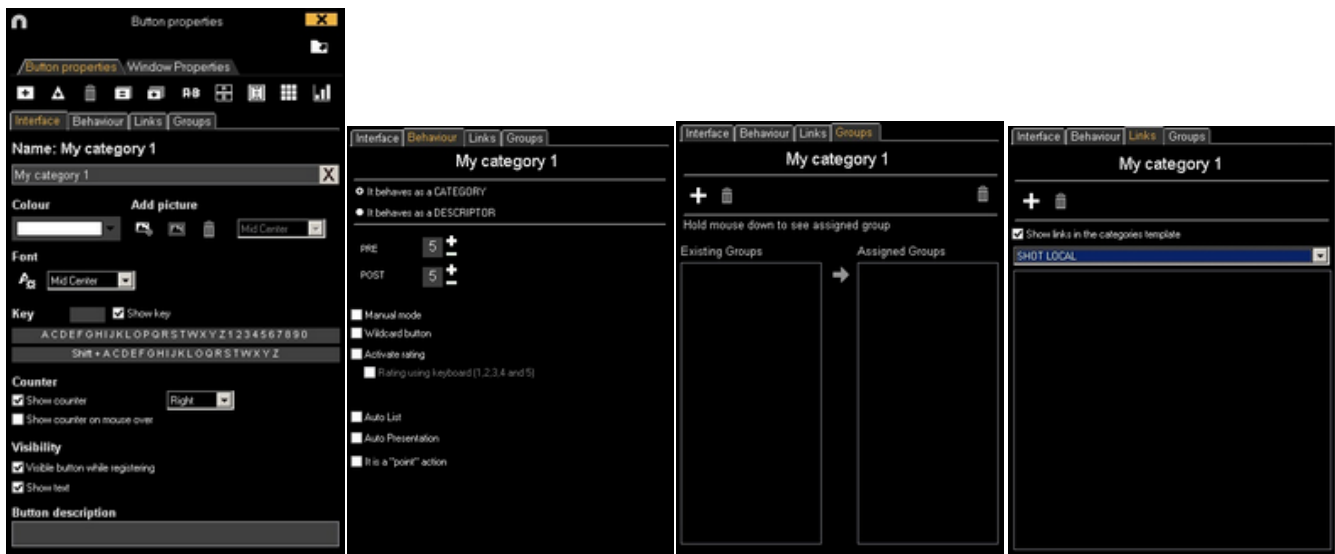 Button properties X
Button properties Window Properties
A-B
Interface Behaviour Links Groups
Name: My category 1
My category 1 X
Colour Add picture
Mid Center
Font
Mid Center
Key Show key
A C D E F G H I J K L O P Q R S T W X Y Z 1 2 3 4 5 6 7 8 9 0
Shift + A C D E F G H I J K L O Q R S T W X Y Z
Counter
Show counter Right
Show counter on mouse over
Visibility
Visible button while registering
Show text
Button description
Interface Behaviour Links Groups
My category 1
It behaves as a CATEGORY
It behaves as a DESCRIPTOR
PRE 5
POST 5
Manual mode
Wildcard button
Activate rating
Rating using keyboard (1,2,3,4 and 5)
Auto List
Auto Presentation
It is a "point" action
Interface Behaviour Links Groups
My category 1
Hold mouse down to see assigned group
Existing Groups Assigned Groups
Interface Behaviour Links Groups
My category 1
Show links in the categories template
SHOT LOCAL